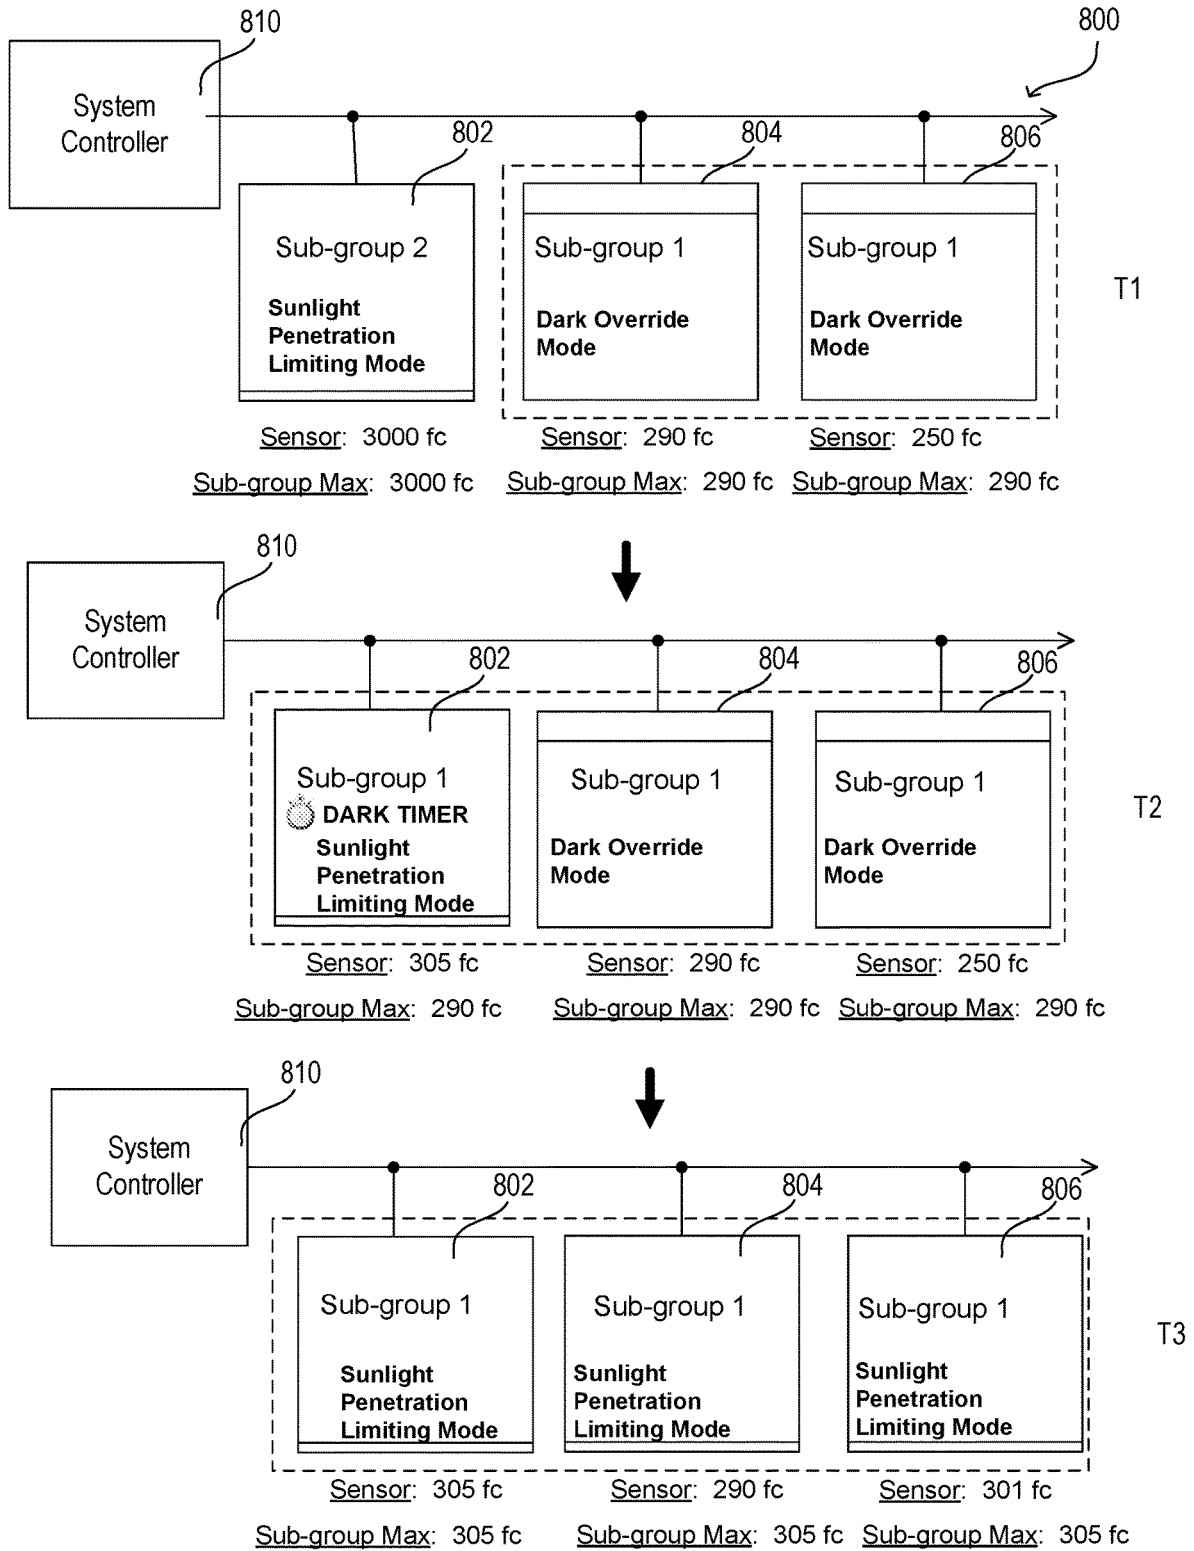 810
800
System
Controller
802
804
806
Sub-group 2
Sub-group 1
Sub-group 1
Sunlight
Penetration
Limiting Mode
Dark Override
Mode
Dark Override
Mode
T1
Sensor: 3000 fc
Sensor: 290 fc
Sensor: 250 fc
Sub-group Max: 3000 fc
Sub-group Max: 290 fc
Sub-group Max: 290 fc
810
System
Controller
802
804
806
Sub-group 1
Sub-group 1
Sub-group 1
DARK TIMER
Sunlight
Penetration
Limiting Mode
Dark Override
Mode
Dark Override
Mode
T2
Sensor: 305 fc
Sensor: 290 fc
Sensor: 250 fc
Sub-group Max: 290 fc
Sub-group Max: 290 fc
Sub-group Max: 290 fc
810
System
Controller
802
804
806
Sub-group 1
Sub-group 1
Sub-group 1
Sunlight
Penetration
Limiting Mode
Sunlight
Penetration
Limiting Mode
Sunlight
Penetration
Limiting Mode
T3
Sensor: 305 fc
Sensor: 290 fc
Sensor: 301 fc
Sub-group Max: 305 fc
Sub-group Max: 305 fc
Sub-group Max: 305 fc